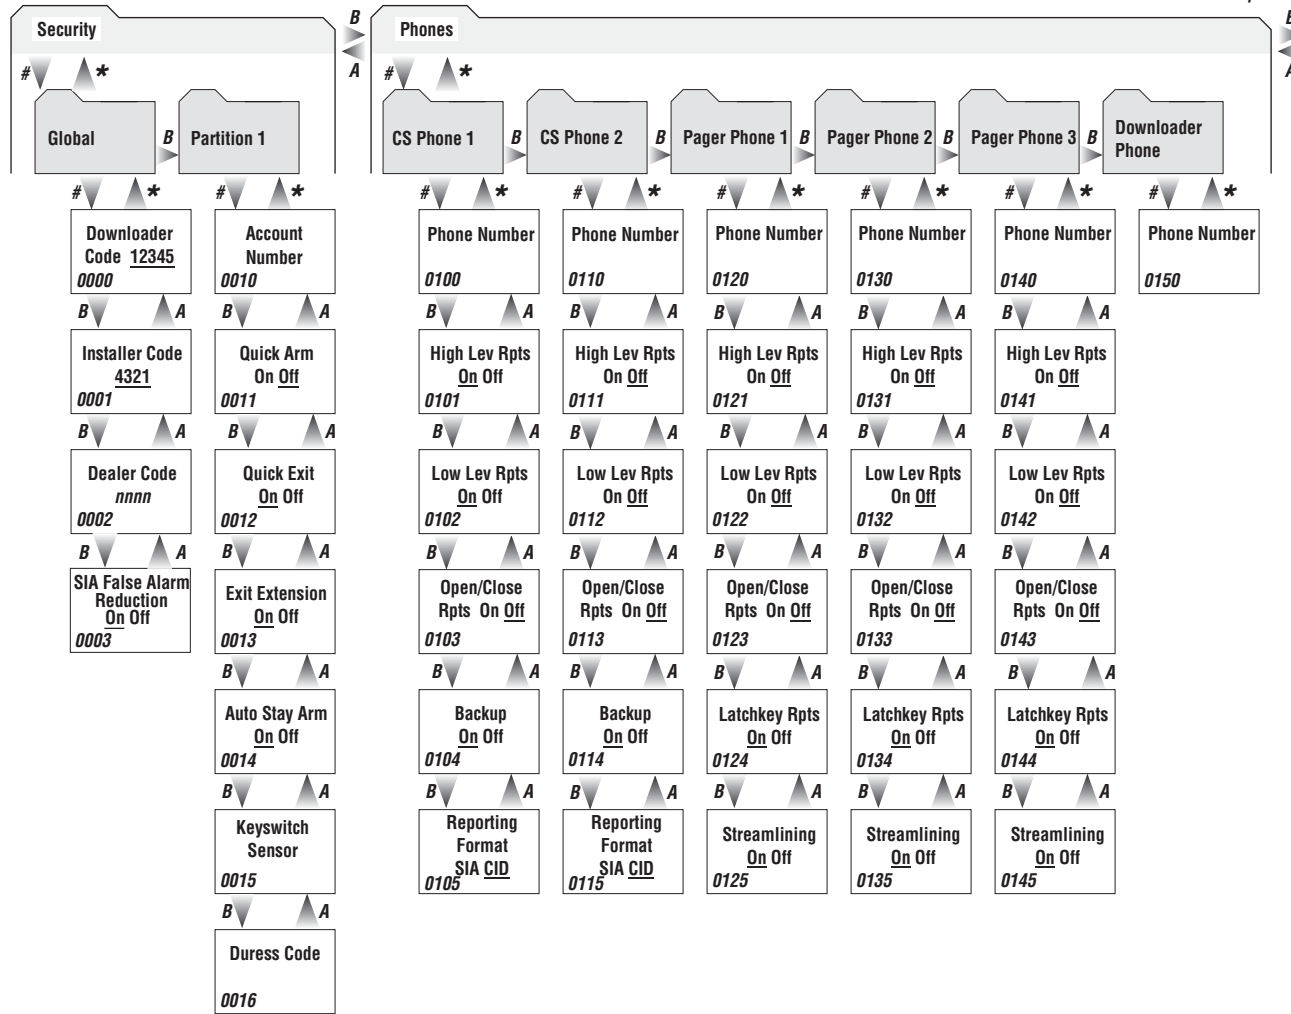 Security
B
A
Phones
B
A
# *
# *
Global
B
Partition 1
CS Phone 1
B
CS Phone 2
B
Pager Phone 1
B
Pager Phone 2
B
Pager Phone 3
B
Downloader
Phone
# *
# *
# *
# *
# *
# *
# *
# *
Downloader
Code 12345
0000
B A
Installer Code
4321
0001
B A
Dealer Code
nnnn
0002
B A
SIA False Alarm
Reduction
On Off
0003
Account
Number
0010
B A
Quick Arm
On Off
0011
B A
Quick Exit
On Off
0012
B A
Exit Extension
On Off
0013
B A
Auto Stay Arm
On Off
0014
B A
Keyswitch
Sensor
0015
B A
Duress Code
0016
Phone Number
0100
B A
High Lev Rpts
On Off
0101
B A
Low Lev Rpts
On Off
0102
B A
Open/Close
Rpts On Off
0103
B A
Backup
On Off
0104
B A
Reporting
Format
SIA CID
0105
Phone Number
0110
B A
High Lev Rpts
On Off
0111
B A
Low Lev Rpts
On Off
0112
B A
Open/Close
Rpts On Off
0113
B A
Backup
On Off
0114
B A
Reporting
Format
SIA CID
0115
Phone Number
0120
B A
High Lev Rpts
On Off
0121
B A
Low Lev Rpts
On Off
0122
B A
Open/Close
Rpts On Off
0123
B A
Latchkey Rpts
On Off
0124
B A
Streamlining
On Off
0125
Phone Number
0130
B A
High Lev Rpts
On Off
0131
B A
Low Lev Rpts
On Off
0132
B A
Open/Close
Rpts On Off
0133
B A
Latchkey Rpts
On Off
0134
B A
Streamlining
On Off
0135
Phone Number
0140
B A
High Lev Rpts
On Off
0141
B A
Low Lev Rpts
On Off
0142
B A
Open/Close
Rpts On Off
0143
B A
Latchkey Rpts
On Off
0144
B A
Streamlining
On Off
0145
Phone Number
0150